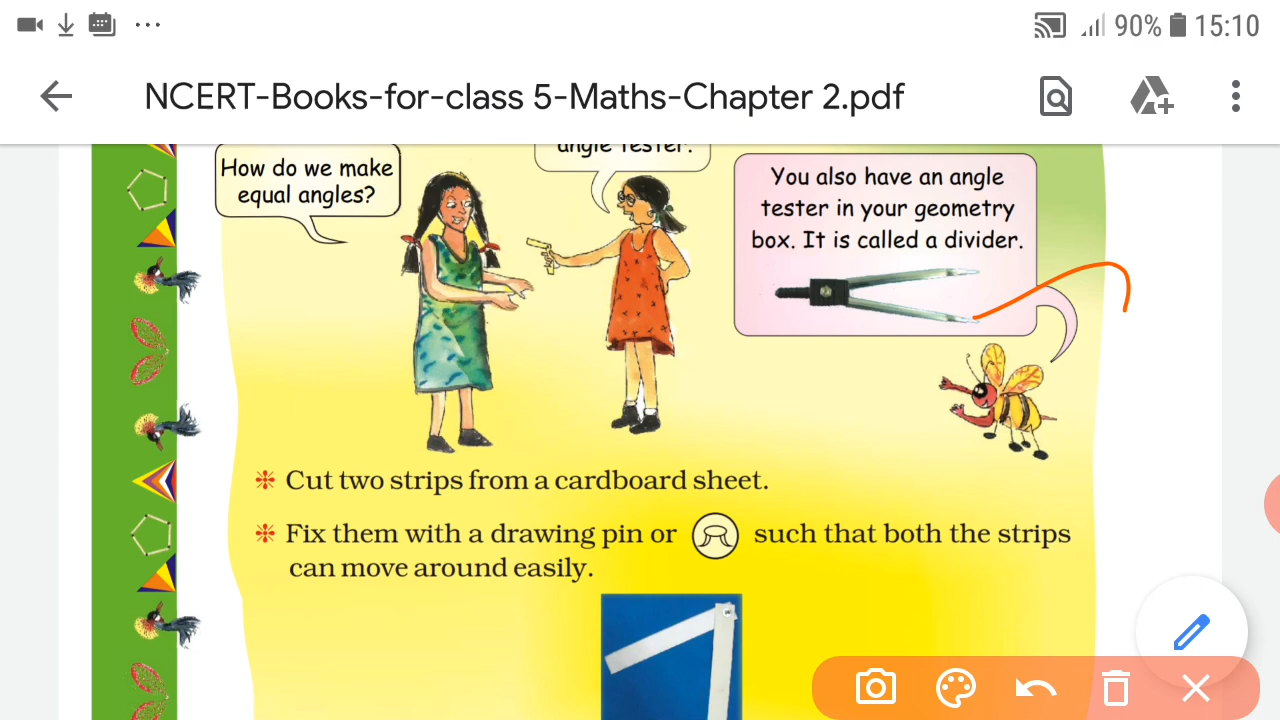 90% 15:10
NCERT-Books-for-class 5-Maths-Chapter 2.pdf
How do we make
equal angles?
angle tester.
You also have an angle
tester in your geometry
box. It is called a divider.
Cut two strips from a cardboard sheet.
Fix them with a drawing pin or such that both the strips
can move around easily.